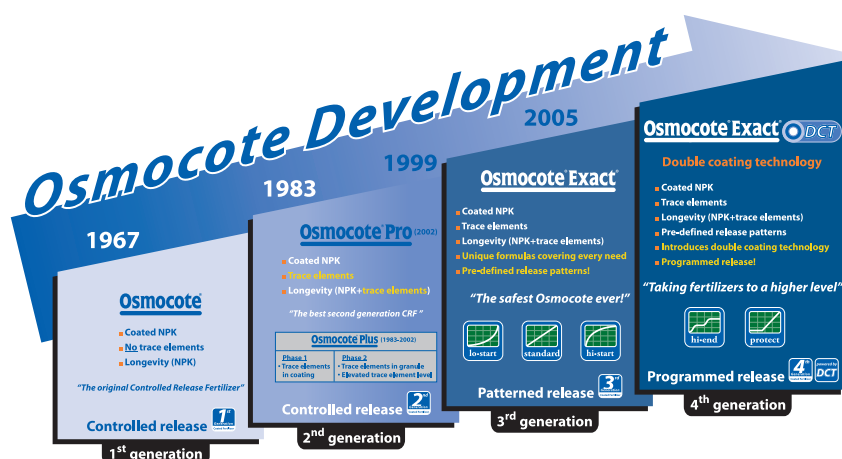 Osmocote® Development
1967
1983
1999
2005
Osmocote®
Coated NPK
No trace elements
Longevity (NPK)
"The original Controlled Release Fertilizer"
Controlled release
1st
1st generation
Osmocote® Pro (2002)
Coated NPK
Trace elements
Longevity (NPK+trace elements)
"The best second generation CRF"
Osmocote® Plus (1983-2002)
Phase 1
• Trace elements
in coating
Phase 2
• Trace elements in granule
• Elevated trace element level
Controlled release
2nd
2nd generation
Osmocote® Exact®
Coated NPK
Trace elements
Longevity (NPK+trace elements)
Unique formulas covering every need
Pre-defined release patterns!
"The safest Osmocote ever!"
lo-start
standard
hi-start
Patterned release
3rd
3rd generation
Osmocote® Exact® DCT
Double coating technology
Coated NPK
Trace elements
Longevity (NPK+trace elements)
Pre-defined release patterns
Introduces double coating technology
Programmed release!
"Taking fertilizers to a higher level"
hi-end
protect
Programmed release
4th
powered by
DCT
4th generation